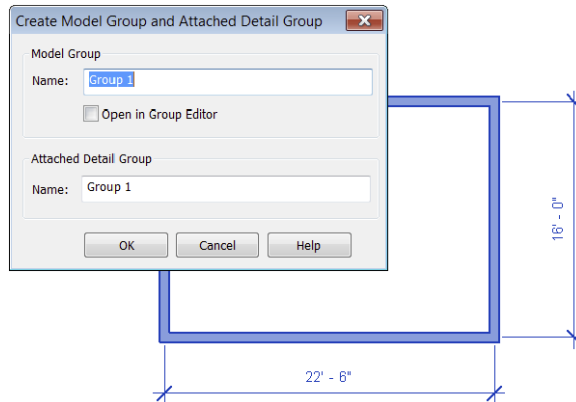 Create Model Group and Attached Detail Group
Model Group
Name: Group 1
Open in Group Editor
Attached Detail Group
Name: Group 1
OK Cancel Help
16' - 0"
22' - 6"